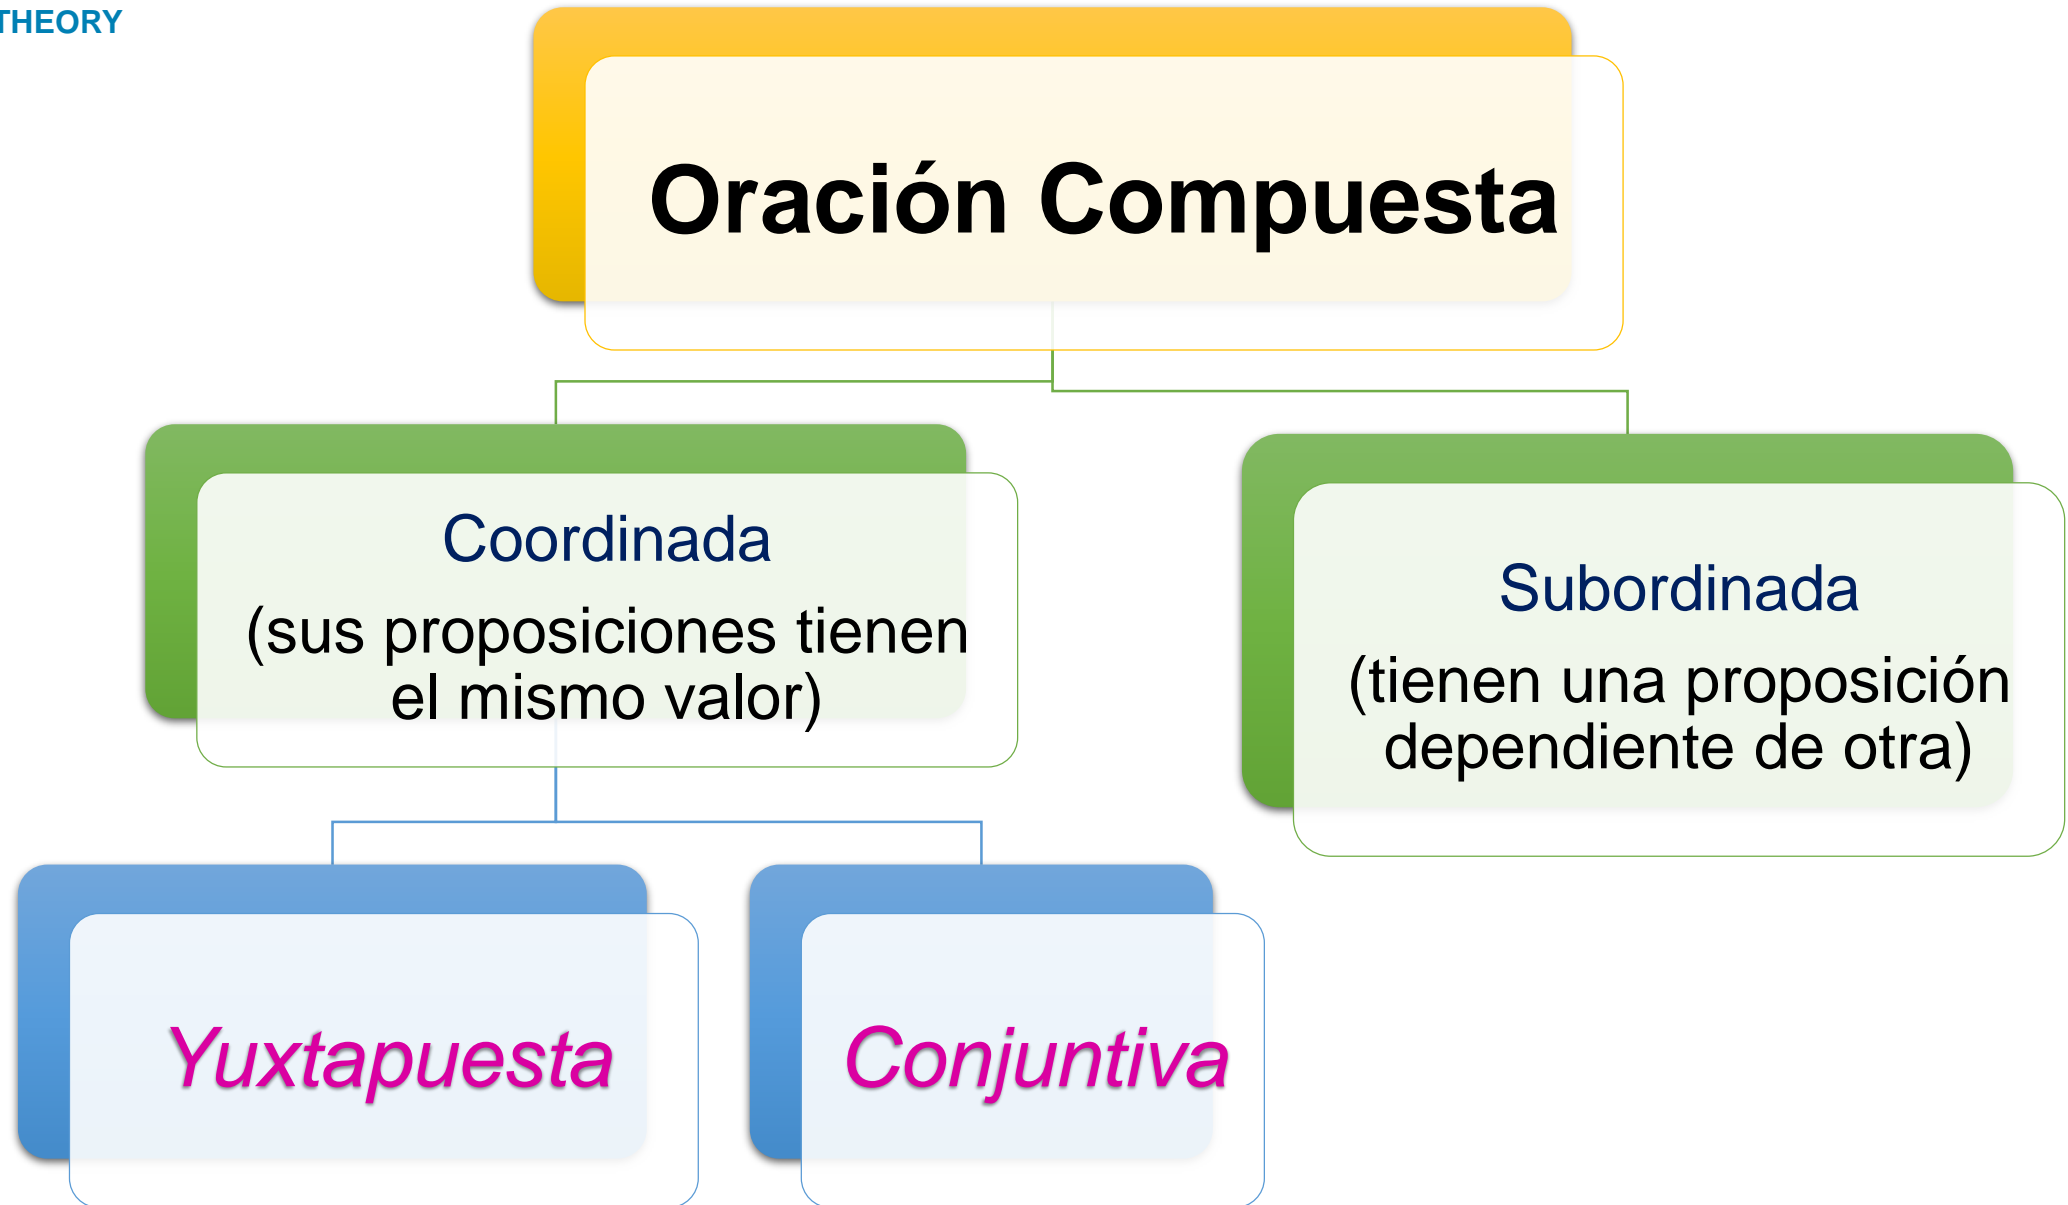 THEORY
Oración Compuesta
Coordinada
(sus proposiciones tienen
el mismo valor)
Subordinada
(tienen una proposición
dependiente de otra)
Yuxtapuesta
Conjuntiva